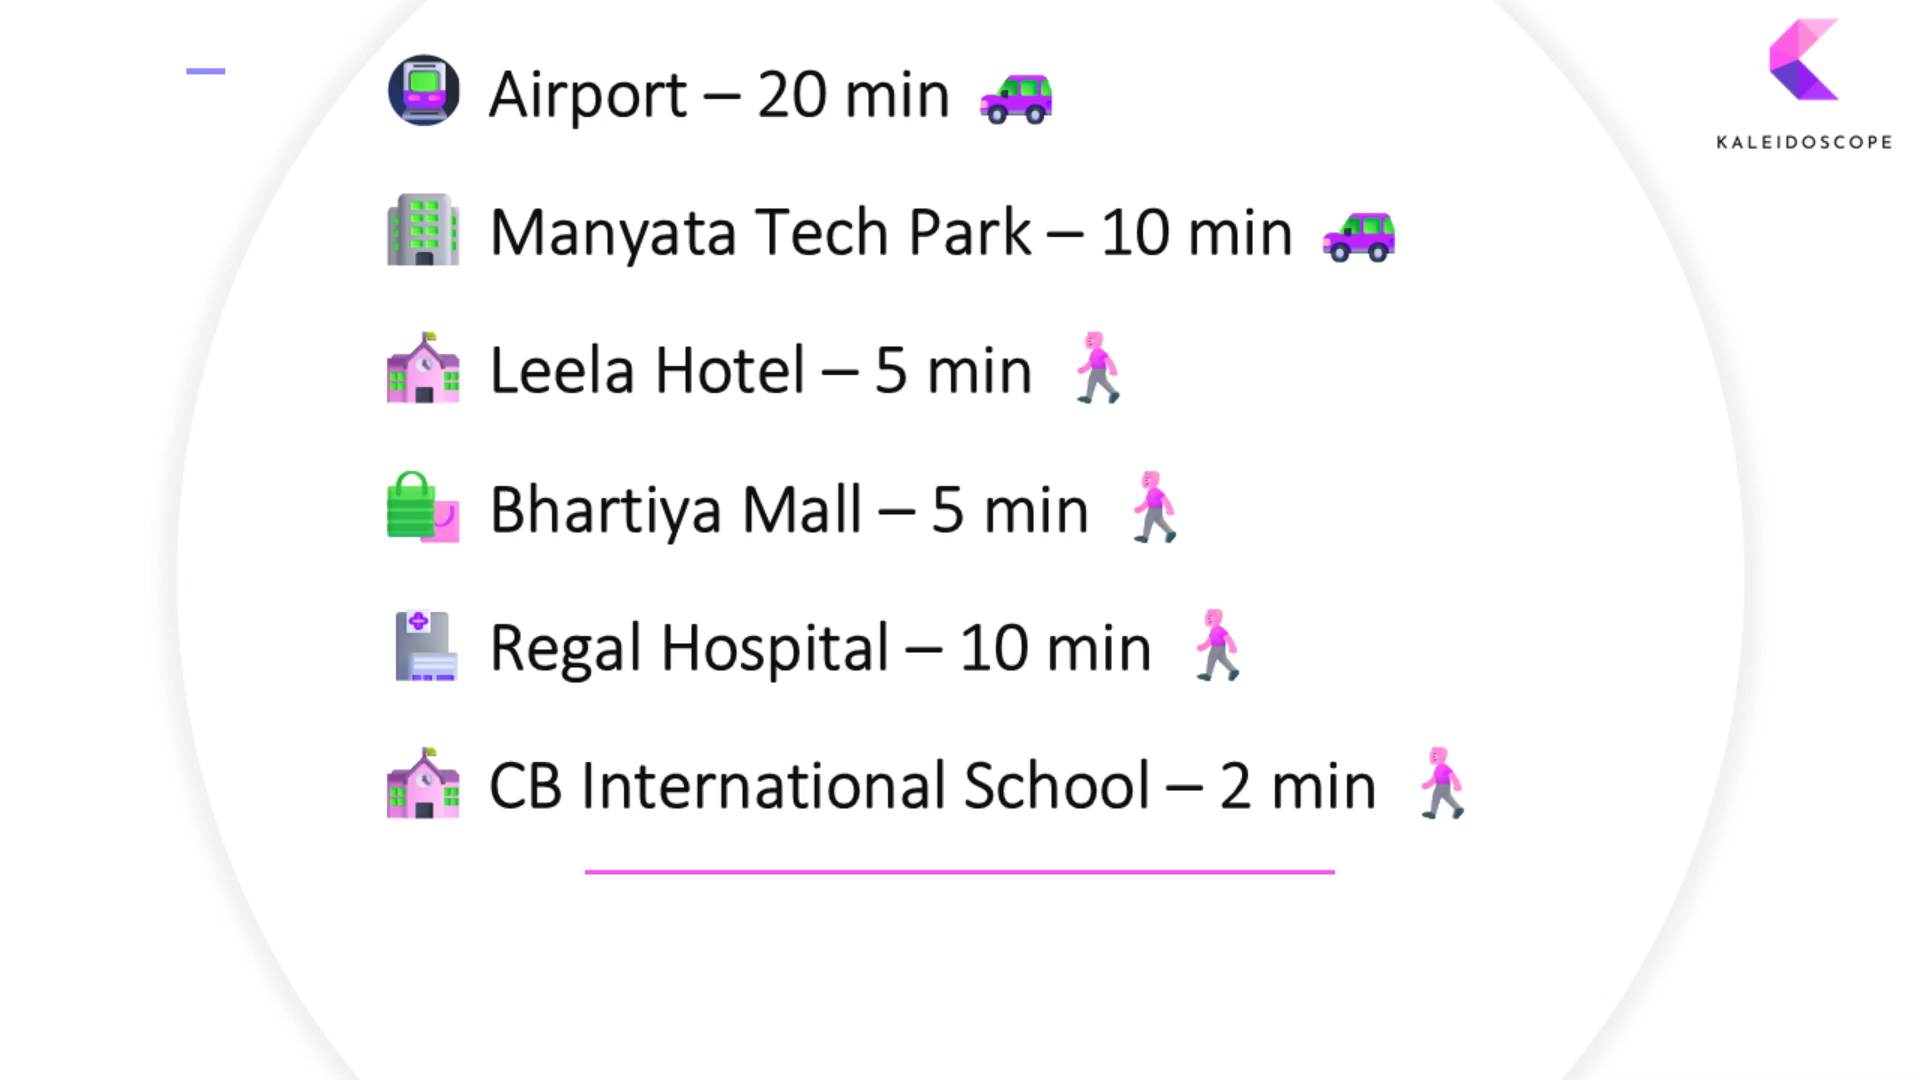 Airport – 20 min
KALEIDOSCOPE
Manyata Tech Park – 10 min
Leela Hotel – 5 min
Bhartiya Mall – 5 min
Regal Hospital – 10 min
CB International School – 2 min